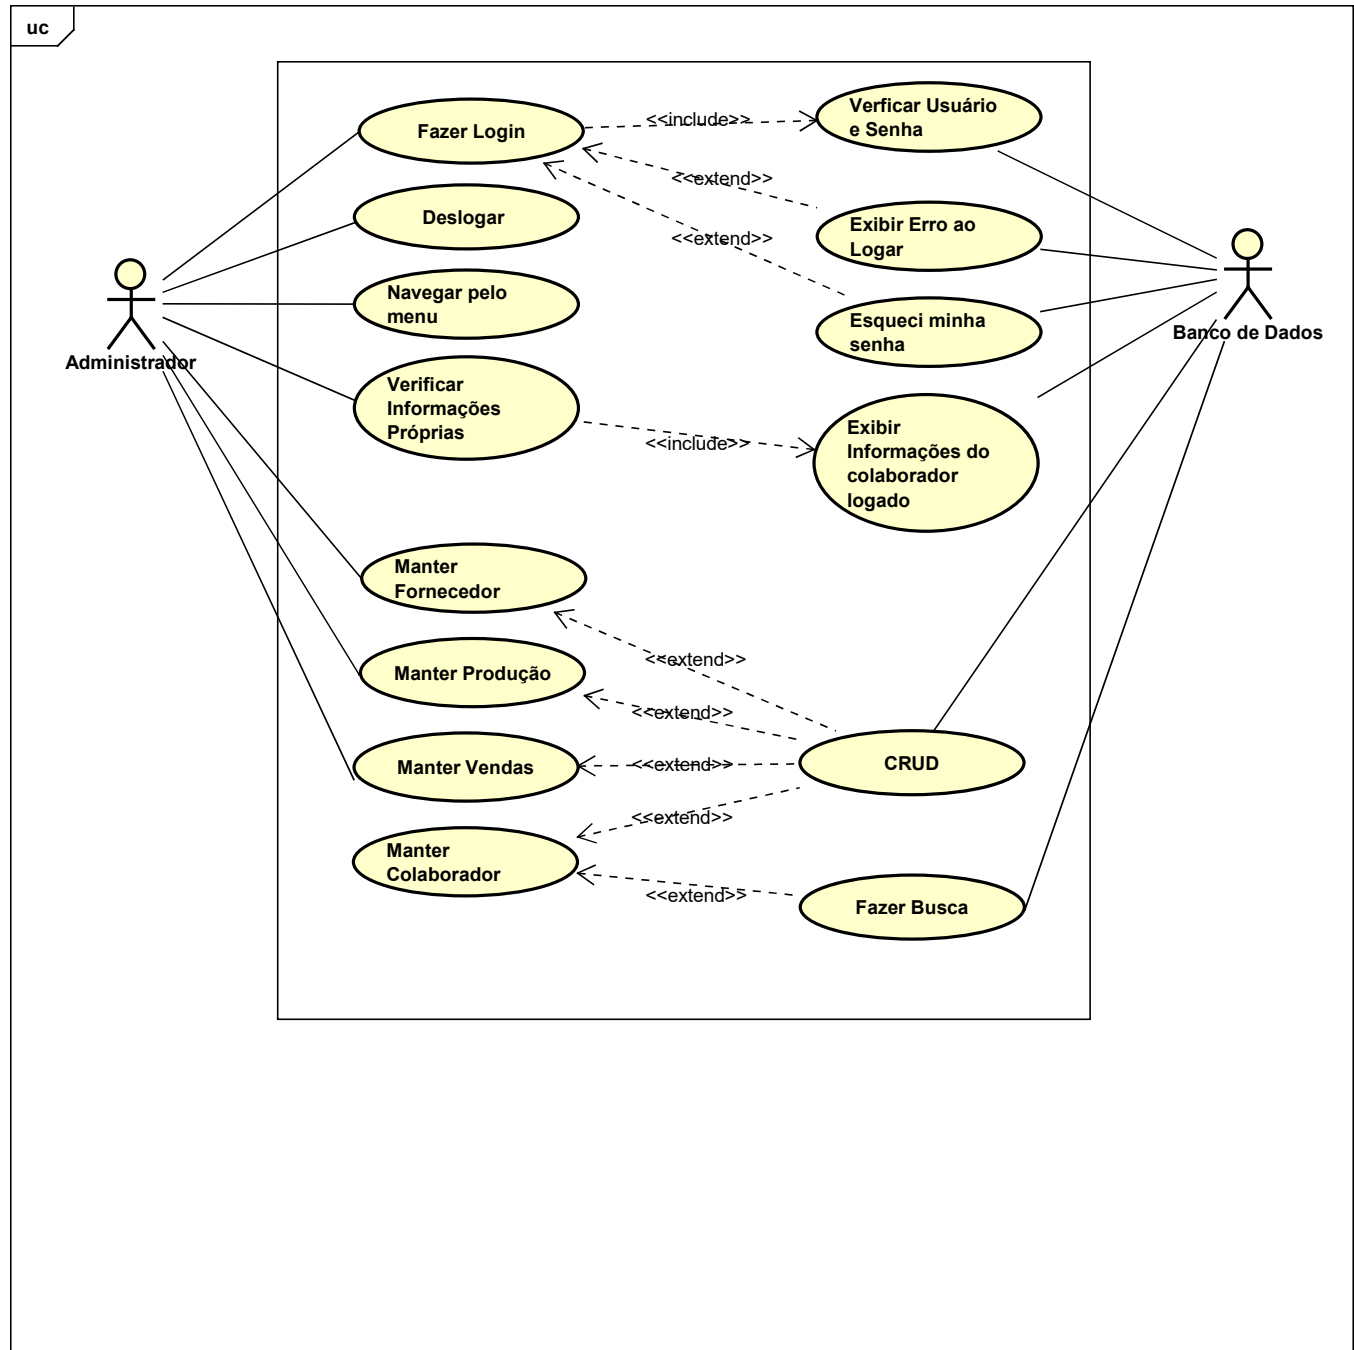 uc
Fazer Login
<<include>>
Verficar Usuário
e Senha
<<extend>>
Deslogar
Exibir Erro ao
Logar
<<extend>>
Navegar pelo
menu
Esqueci minha
senha
Banco de Dados
Administrador
Verificar
Informações
Próprias
<<include>>
Exibir
Informações do
colaborador
logado
Manter
Fornecedor
<<extend>>
Manter Produção
<<extend>>
Manter Vendas
<<extend>>
CRUD
<<extend>>
Manter
Colaborador
<<extend>>
Fazer Busca